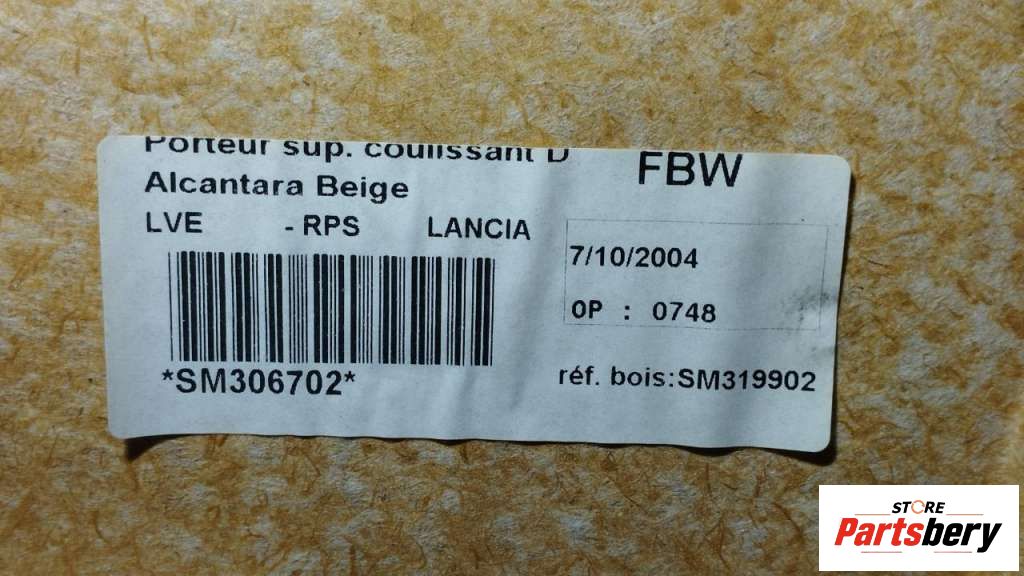 Porteur sup. coulissant D
FBW
Alcantara Beige
LVE - RPS LANCIA
7/10/2004
OP : 0748
*SM306702*
réf. bois:SM319902
STORE
Partsbery